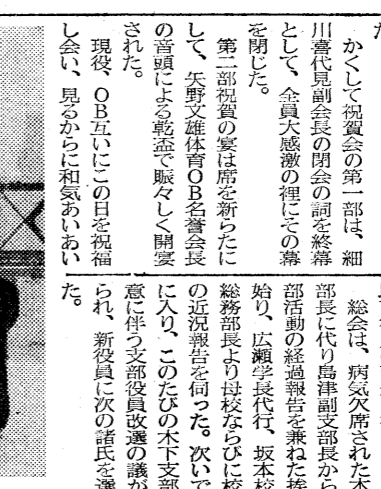 た
かくして祝賀会の第一部は、細
川喜代見副会長の閉会の詞を終幕
として、全員大感激の裡にその幕
を閉じた。
第二部祝賀の宴は席を新らたに
して、矢野文雄体育OB名誉会長
の音頭による乾盃で賑々しく開宴
された。
現役、OB互いにこの日を祝福
し会い、見るからに和気あいあい
総会は、病気欠席された木
部長に代り島津副支部長から
部活動の経過報告を兼ねた挨
始り、広瀬学長代行、坂本校
総務部長より母校ならびに校
の近況報告を伺った。次いで
に入り、このたびの木下支部
意に伴う支部役員改選の議が
られ、新役員に次の諸氏を選
た。